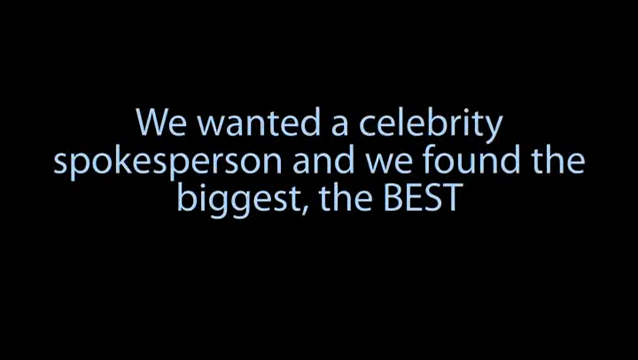 We wanted a celebrity
spokesperson and we found the
biggest, the BEST